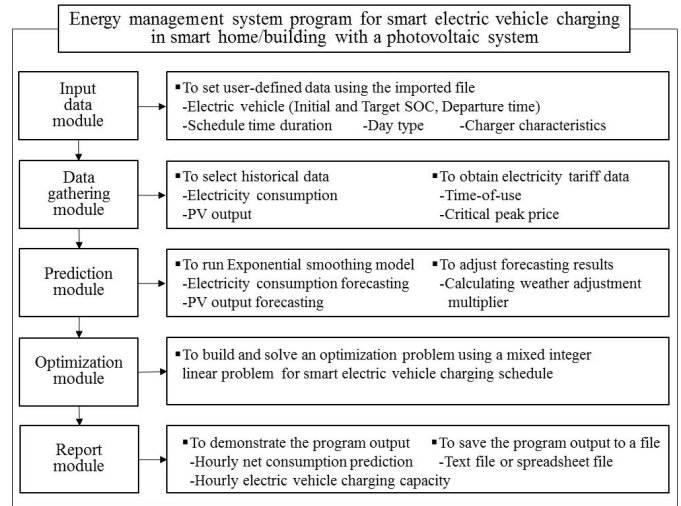 Energy management system program for smart electric vehicle charging
in smart home/building with a photovoltaic system
Input
data
module
▪To set user-defined data using the imported file
-Electric vehicle (Initial and Target SOC, Departure time)
-Schedule time duration -Day type -Charger characteristics
Data
gathering
module
▪To select historical data
-Electricity consumption
-PV output
▪To obtain electricity tariff data
-Time-of-use
-Critical peak price
Prediction
module
▪To run Exponential smoothing model
-Electricity consumption forecasting
-PV output forecasting
▪To adjust forecasting results
-Calculating weather adjustment
multiplier
Optimization
module
▪To build and solve an optimization problem using a mixed integer
linear problem for smart electric vehicle charging schedule
Report
module
▪To demonstrate the program output
-Hourly net consumption prediction
-Hourly electric vehicle charging capacity
▪To save the program output to a file
-Text file or spreadsheet file